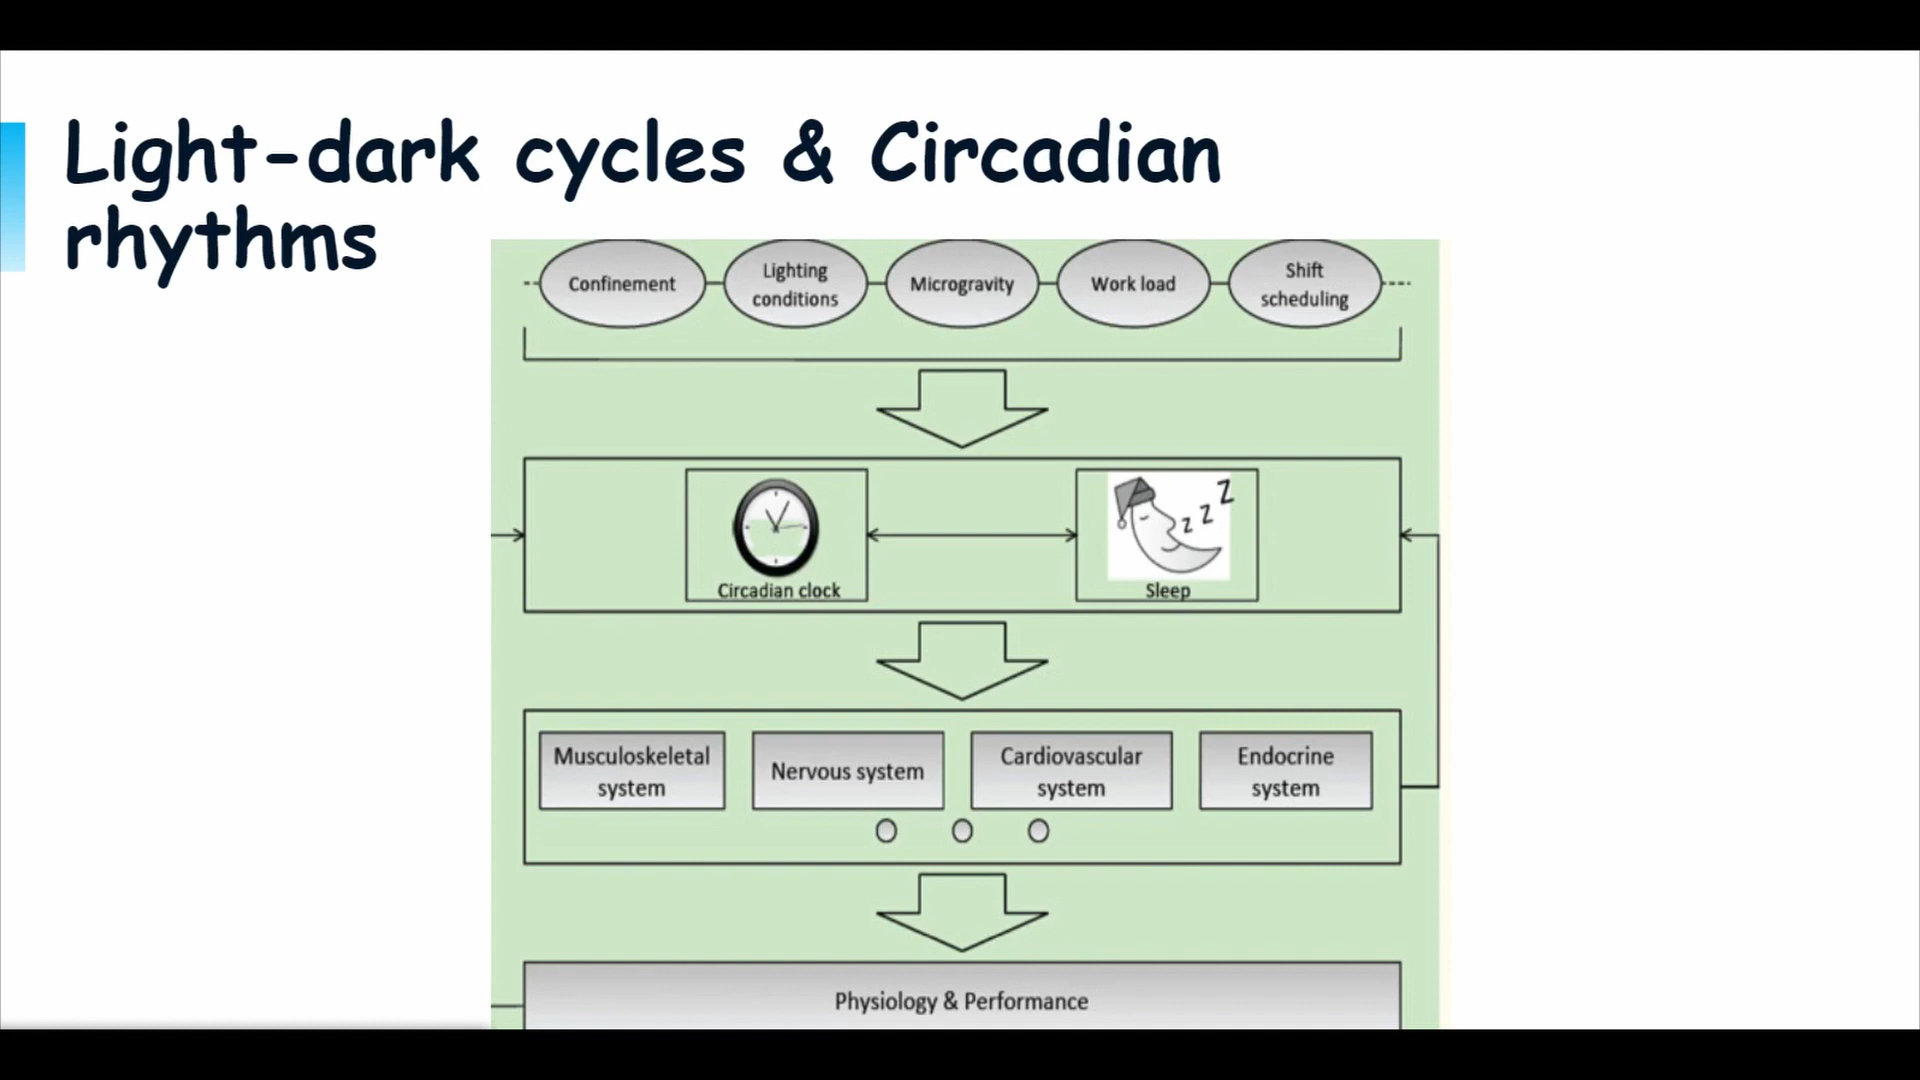 Light-dark cycles & Circadian
rhythms
Confinement
Lighting
conditions
Microgravity
Work load
Shift
scheduling
Circadian clock
z z Z
Sleep
Musculoskeletal
system
Nervous system
Cardiovascular
system
Endocrine
system
Physiology & Performance